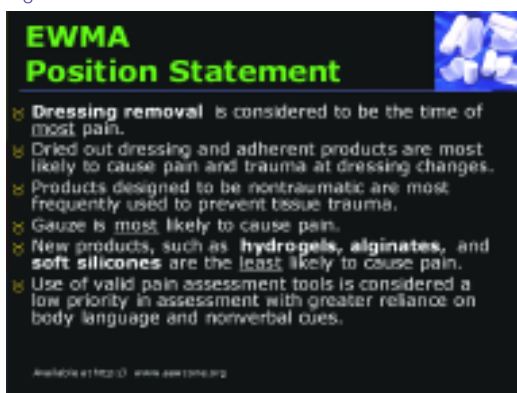 EWMA
Position Statement
Dressing removal is considered to be the time of
most pain.
Dried out dressing and adherent products are most
likely to cause pain and trauma at dressing changes.
Products designed to be nontraumatic are most
frequently used to prevent tissue trauma.
Gauze is most likely to cause pain.
New products, such as hydrogels, alginates, and
soft silicones are the least likely to cause pain.
Use of valid pain assessment tools is considered a
low priority in assessment with greater reliance on
body language and nonverbal cues.
Available at http://